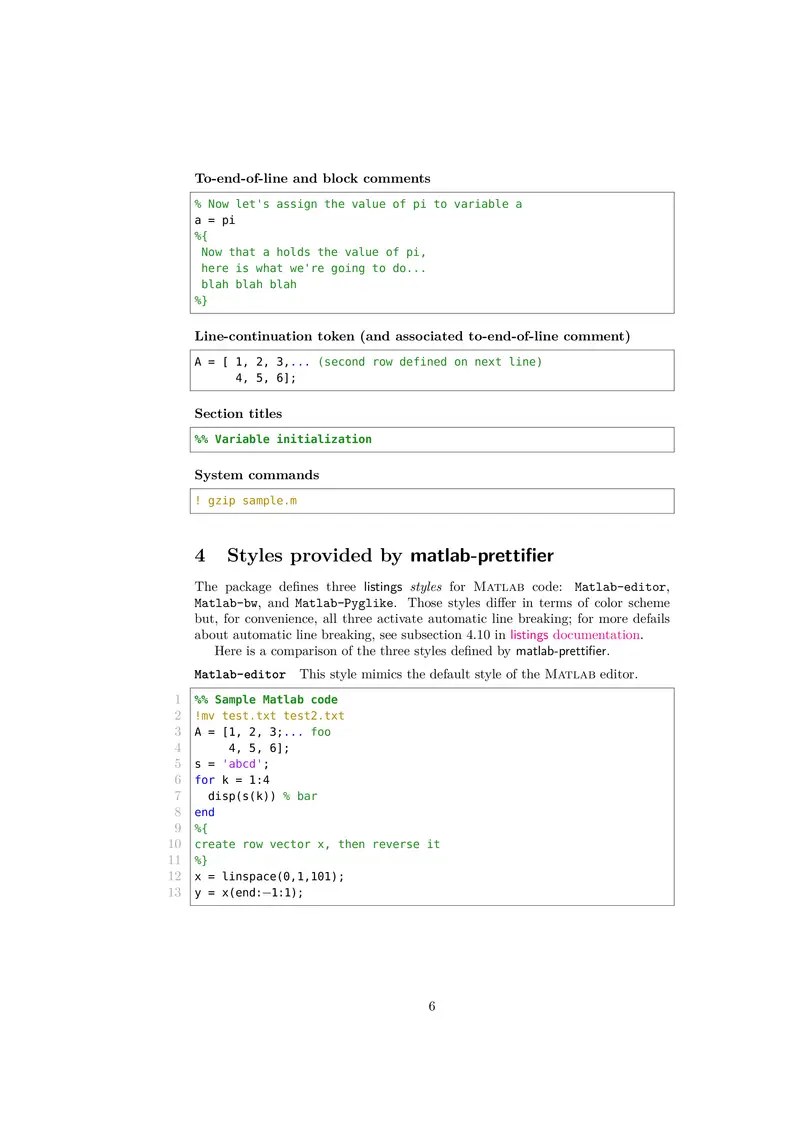 To-end-of-line and block comments
% Now let's assign the value of pi to variable a
a = pi
%{
 Now that a holds the value of pi,
 here is what we're going to do...
 blah blah blah
%}
Line-continuation token (and associated to-end-of-line comment)
A = [ 1, 2, 3,... (second row defined on next line)
      4, 5, 6];
Section titles
%% Variable initialization
System commands
! gzip sample.m
4 Styles provided by matlab-prettifier
The package defines three listings styles for MATLAB code: Matlab-editor,
Matlab-bw, and Matlab-Pyglike. Those styles differ in terms of color scheme
but, for convenience, all three activate automatic line breaking; for more defails
about automatic line breaking, see subsection 4.10 in listings documentation.
Here is a comparison of the three styles defined by matlab-prettifier.
Matlab-editor This style mimics the default style of the MATLAB editor.
1 %% Sample Matlab code
2 !mv test.txt test2.txt
3 A = [1, 2, 3;... foo
4      4, 5, 6];
5 s = 'abcd';
6 for k = 1:4
7   disp(s(k)) % bar
8 end
9 %{
10 create row vector x, then reverse it
11 %}
12 x = linspace(0,1,101);
13 y = x(end:−1:1);
6